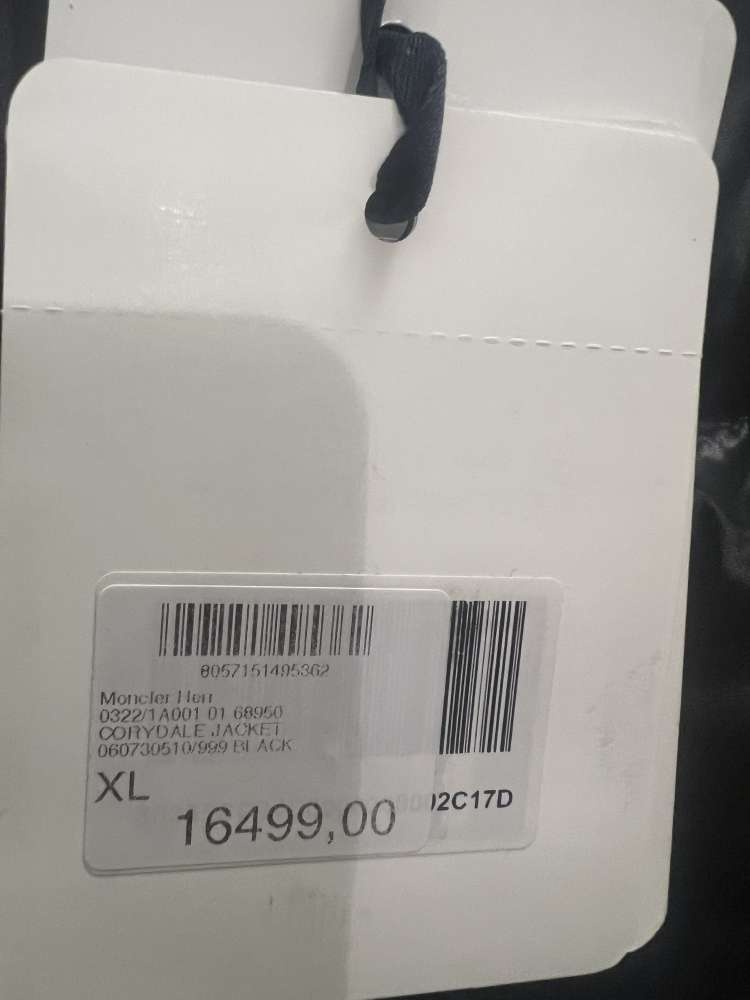 8057151495362
Moncler Herr
0322/1A001 01 68950
CORYDALE JACKET
060730510/999 BLACK
XL
16499,00
02C17D